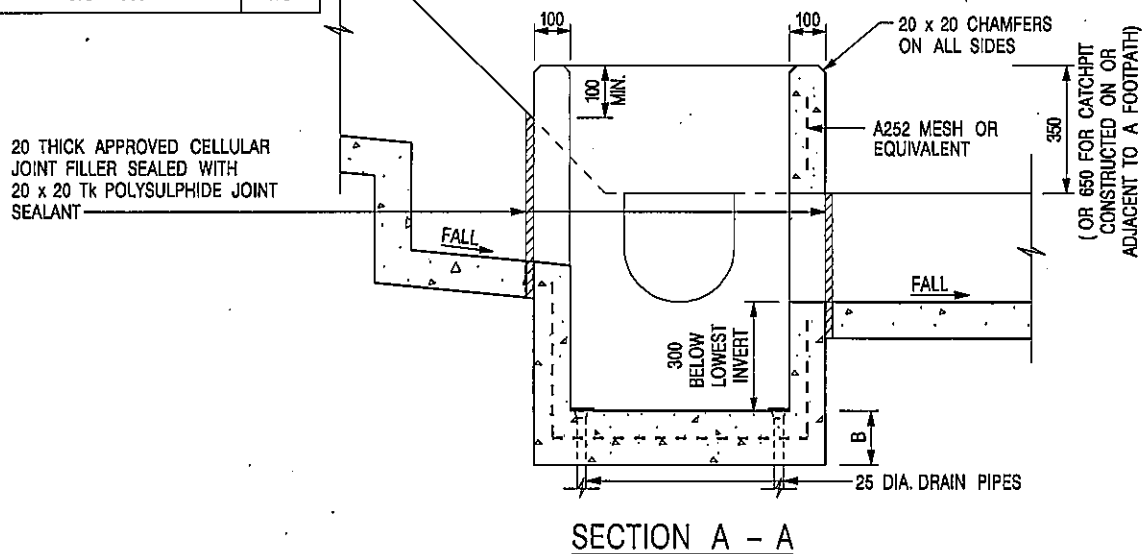 100
100
20 x 20 CHAMFERS
ON ALL SIDES
100
MIN.
A252 MESH OR
EQUIVALENT
350
( OR 650 FOR CATCHPIT
CONSTRUCTED ON OR
ADJACENT TO A FOOTPATH)
20 THICK APPROVED CELLULAR
JOINT FILLER SEALED WITH
20 x 20 Tk POLYSULPHIDE JOINT
SEALANT
FALL
FALL
300
BELOW
LOWEST
INVERT
B
25 DIA. DRAIN PIPES
SECTION A - A